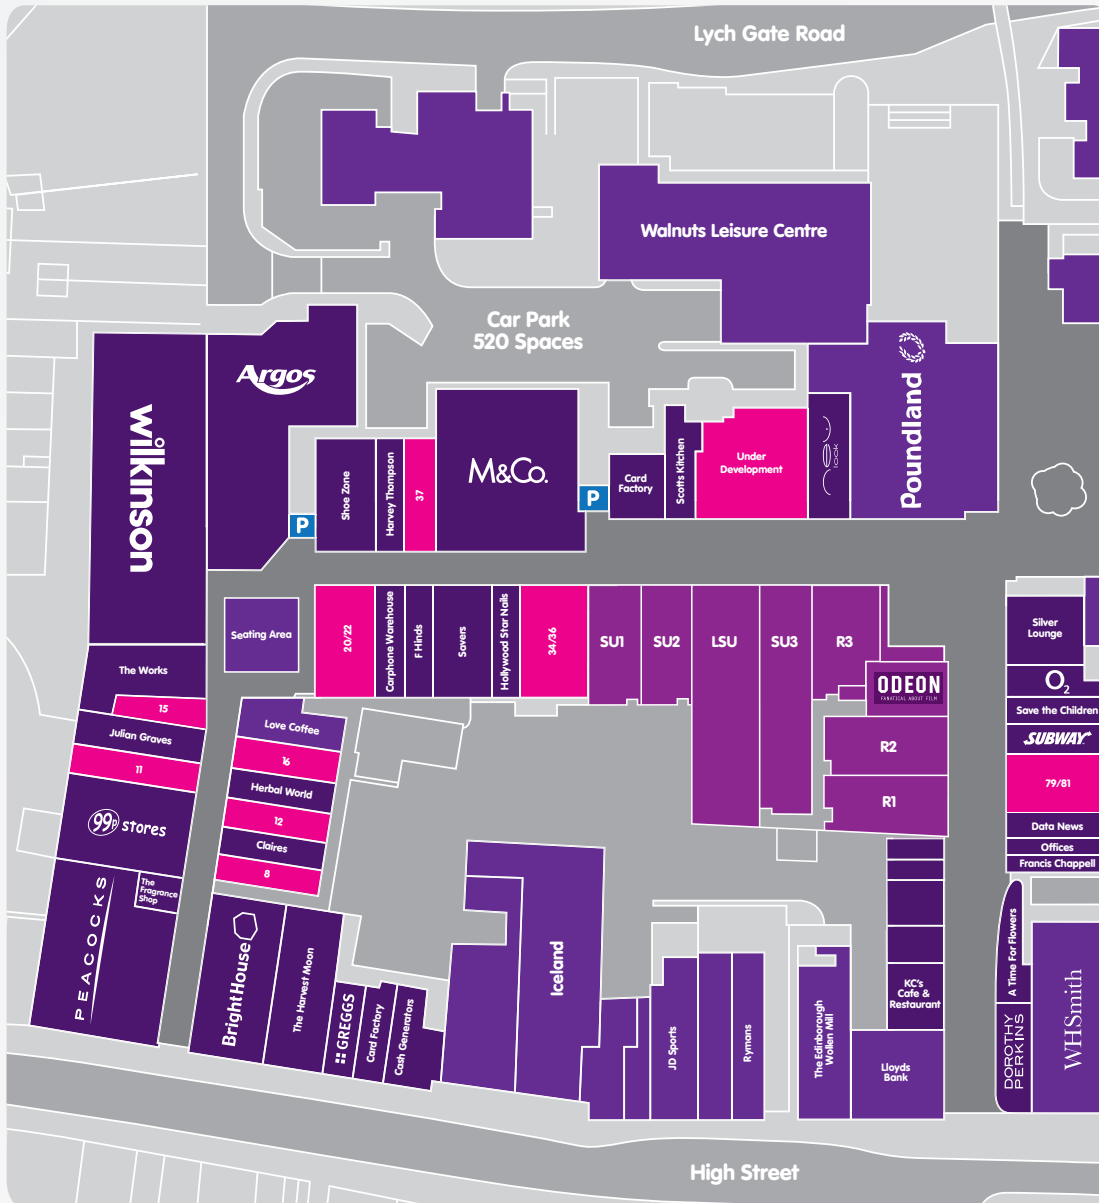 Lych Gate Road
Walnuts Leisure Centre
Car Park
520 Spaces
Argos
wilkinson
Shoe Zone
Harvey Thompson
37
M&Co.
P
P
Card
Factory
Scotts Kitchen
Under
Development
new
look
Poundland
Seating Area
20/22
Carphone Warehouse
F Hinds
Savers
Hollywood Star Nails
34/36
SU1
SU2
LSU
SU3
R3
ODEON
FANATICAL ABOUT FILM
R2
R1
Silver
Lounge
O2
Save the Children
SUBWAY
79/81
Data News
Offices
Francis Chappell
The Works
15
Julian Graves
11
99p stores
PEACOCKS
The
Fragrance
Shop
Love Coffee
16
Herbal World
12
Claires
8
BrightHouse
The Harvest Moon
GREGGS
Card Factory
Cash Generators
Iceland
JD Sports
Rymans
The Edinborough
Wollen Mill
KC's
Cafe &
Restaurant
Lloyds
Bank
A Time For Flowers
DOROTHY
PERKINS
WHSmith
High Street